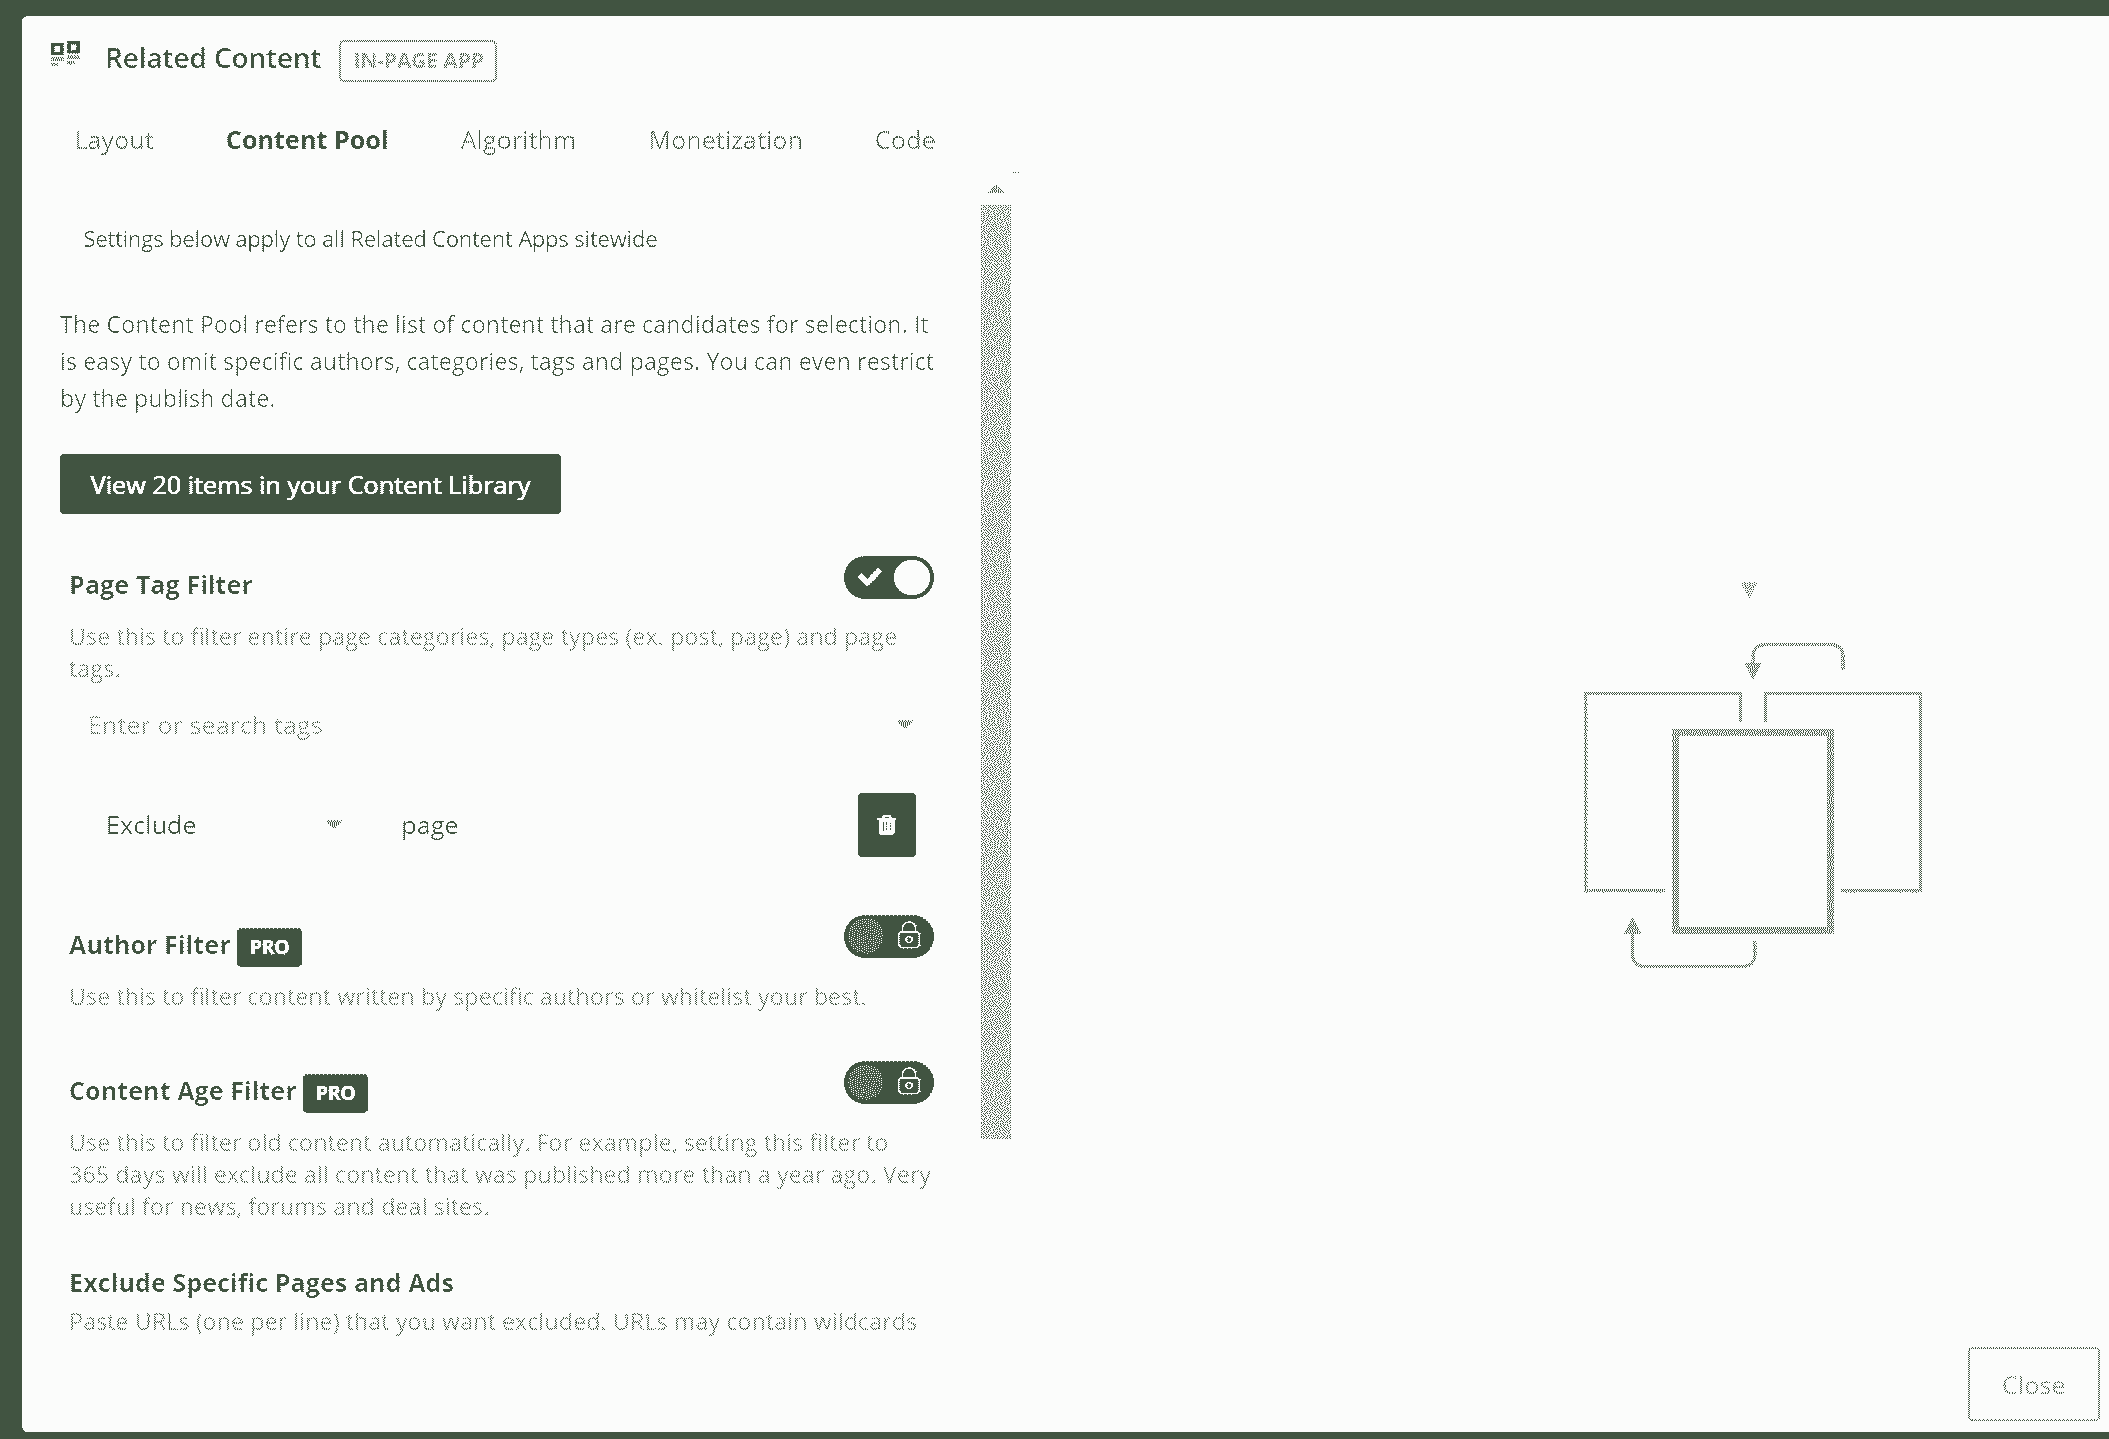 Related Content IN-PAGE APP
Layout Content Pool Algorithm Monetization Code
Settings below apply to all Related Content Apps sitewide
The Content Pool refers to the list of content that are candidates for selection. It
is easy to omit specific authors, categories, tags and pages. You can even restrict
by the publish date.
View 20 items in your Content Library
Page Tag Filter
Use this to filter entire page categories, page types (ex. post, page) and page
tags.
Enter or search tags
Exclude page
Author Filter PRO
Use this to filter content written by specific authors or whitelist your best.
Content Age Filter PRO
Use this to filter old content automatically. For example, setting this filter to
365 days will exclude all content that was published more than a year ago. Very
useful for news, forums and deal sites.
Exclude Specific Pages and Ads
Paste URLs (one per line) that you want excluded. URLs may contain wildcards
Close